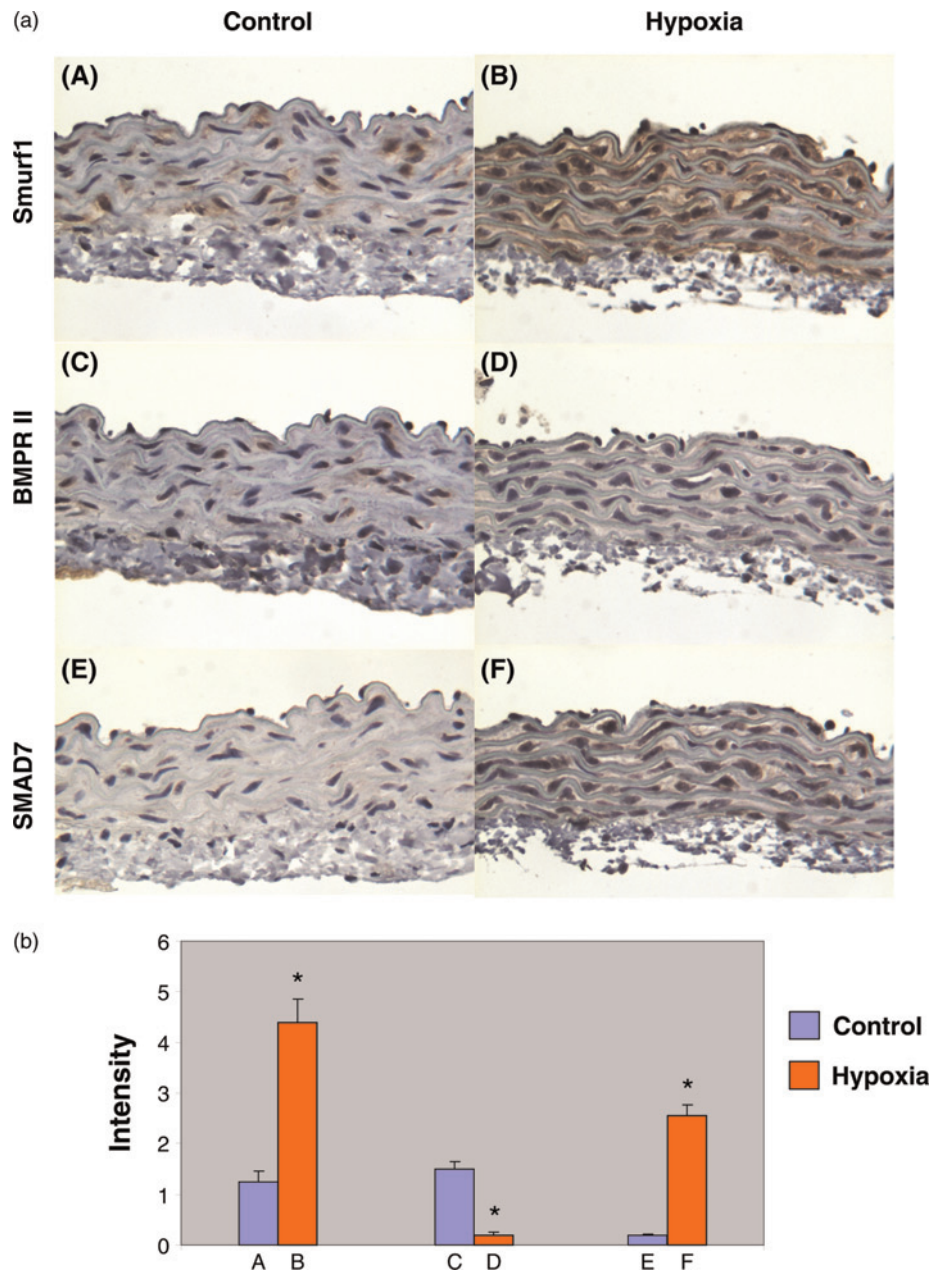 (a)
Control Hypoxia
(A) (B)
Smurf1
(C) (D)
BMPR II
(E) (F)
SMAD7
(b)
6
5
4
3
2
1
0
Intensity
* * *
A B C D E F
Control
Hypoxia